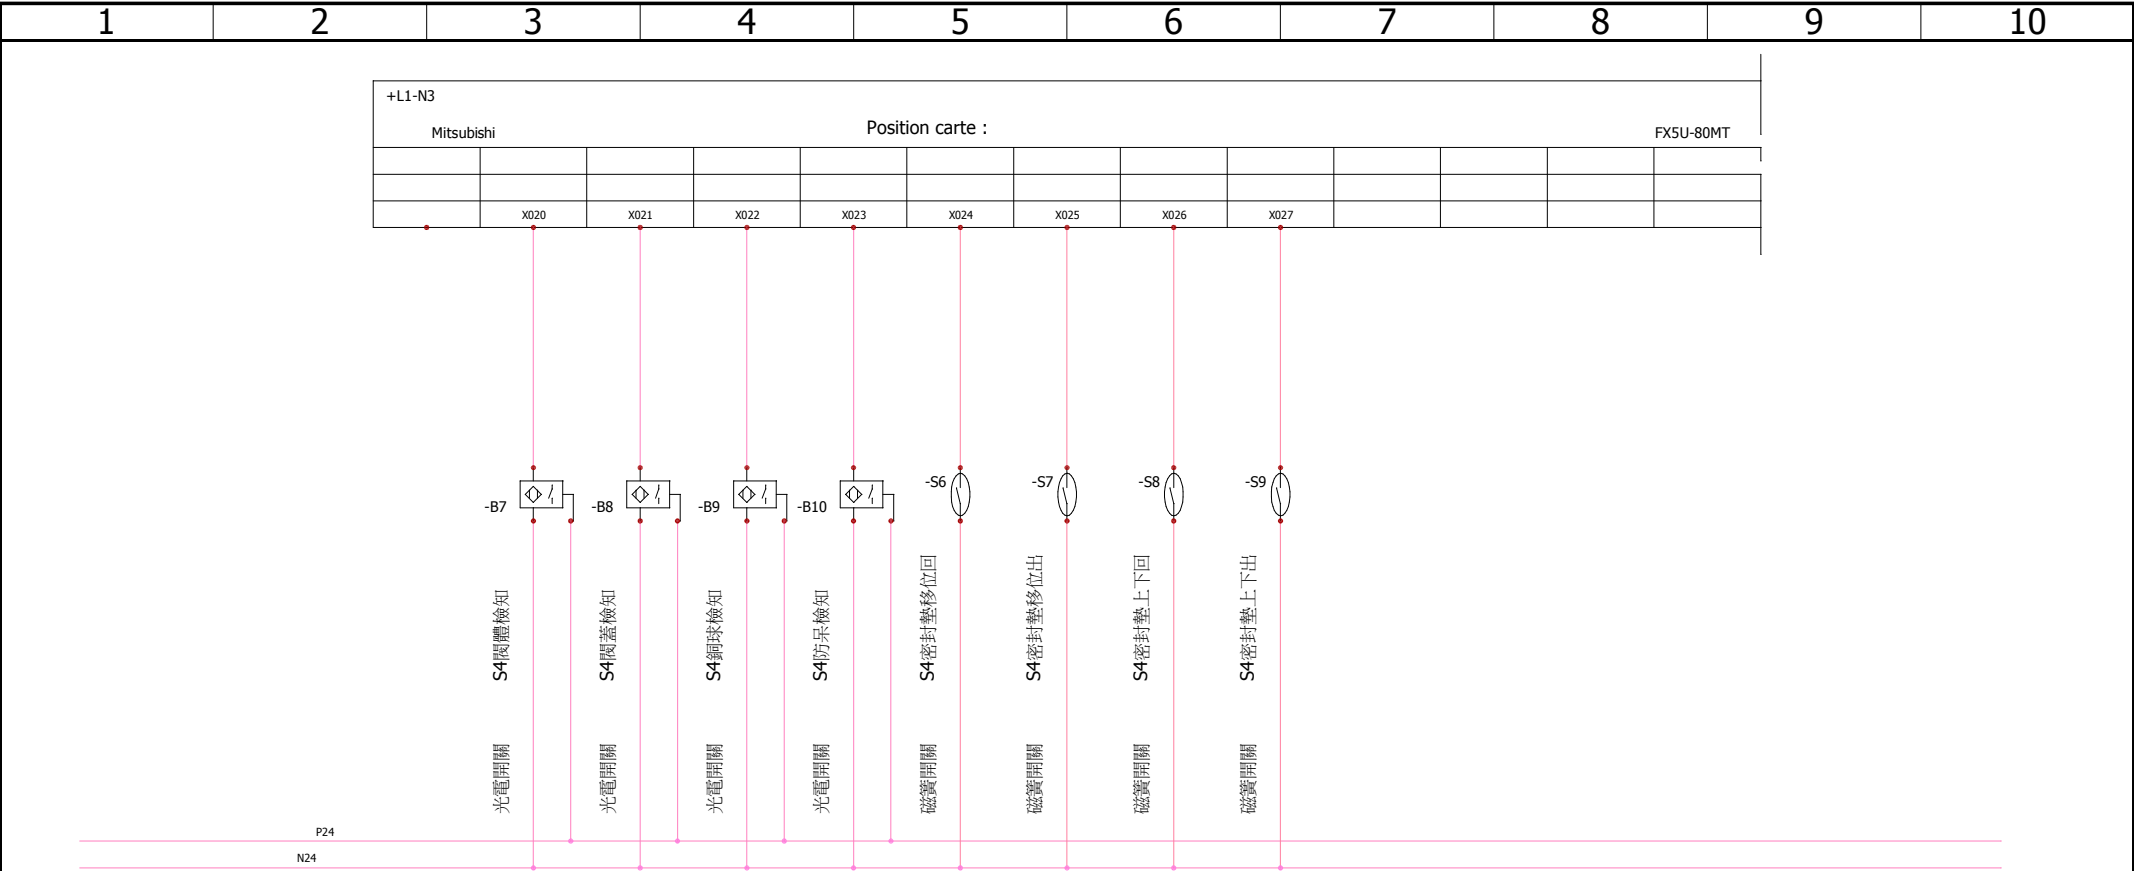 1 2 3 4 5 6 7 8 9 10
+L1-N3
Mitsubishi Position carte : FX5U-80MT
X020 X021 X022 X023 X024 X025 X026 X027
-B7 -B8 -B9 -B10 -S6 -S7 -S8 -S9
S4閥體檢知
S4閥蓋檢知
S4銅球檢知
S4防呆檢知
S4密封墊移位回
S4密封墊移位出
S4密封墊上下回
S4密封墊上下出
光電開關
光電開關
光電開關
光電開關
磁簧開關
磁簧開關
磁簧開關
磁簧開關
P24
N24